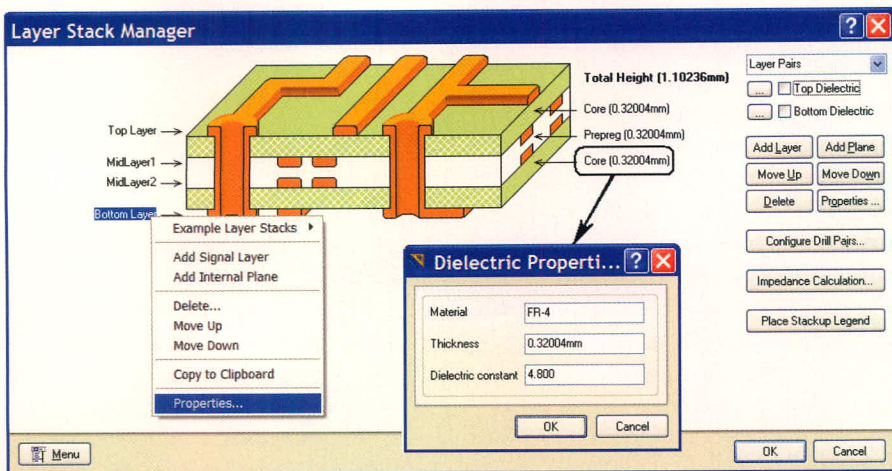 Layer Stack Manager
Total Height (1.10236mm)
Core (0.32004mm)
Prepreg (0.32004mm)
Core (0.32004mm)
Top Layer
MidLayer1
MidLayer2
Bottom Layer
Layer Pairs
... Top Dielectric
... Bottom Dielectric
Add Layer Add Plane
Move Up Move Down
Delete Properties ...
Configure Drill Pairs...
Impedance Calculation...
Place Stackup Legend
Example Layer Stacks
Add Signal Layer
Add Internal Plane
Delete...
Move Up
Move Down
Copy to Clipboard
Properties...
Dielectric Properti...
Material FR-4
Thickness 0.32004mm
Dielectric constant 4.800
OK Cancel
Menu
OK Cancel